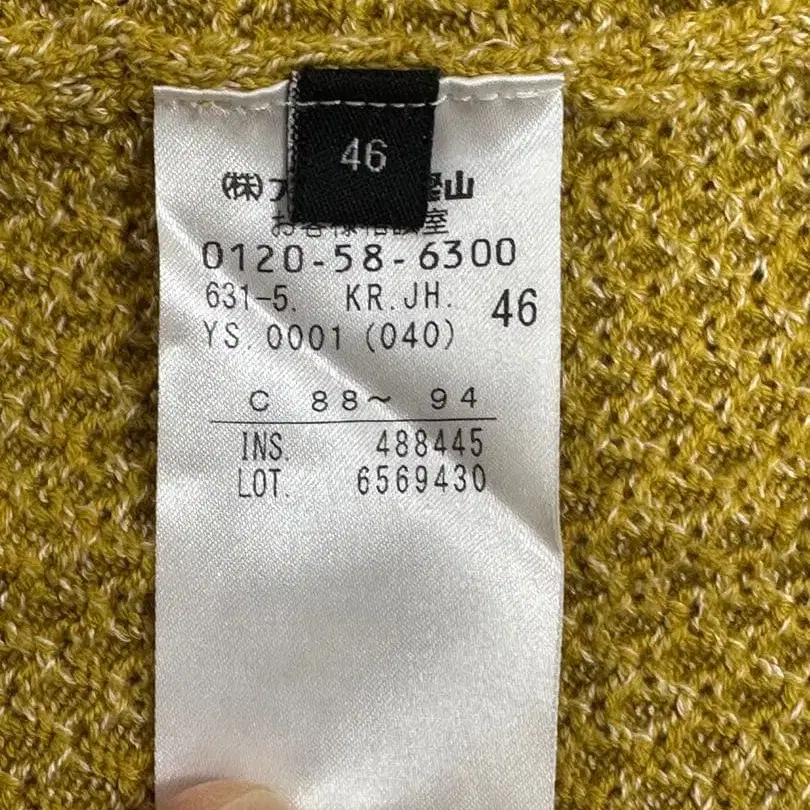 46
㈱ 樫山
お客様相談室
0120-58-6300
631-5. KR.JH. 46
YS.0001(040)
C 88~ 94
INS. 488445
LOT. 6569430